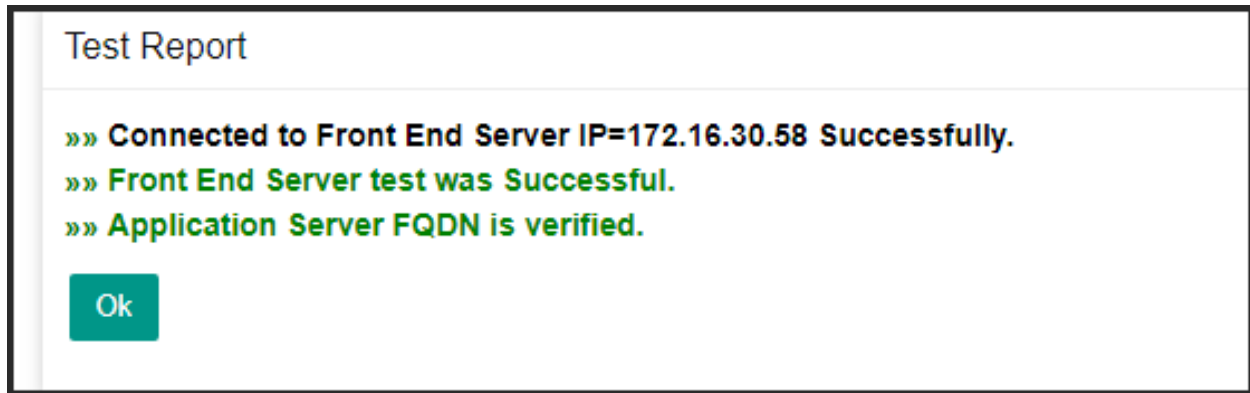 Test Report
»» Connected to Front End Server IP=172.16.30.58 Successfully.
»» Front End Server test was Successful.
»» Application Server FQDN is verified.
Ok